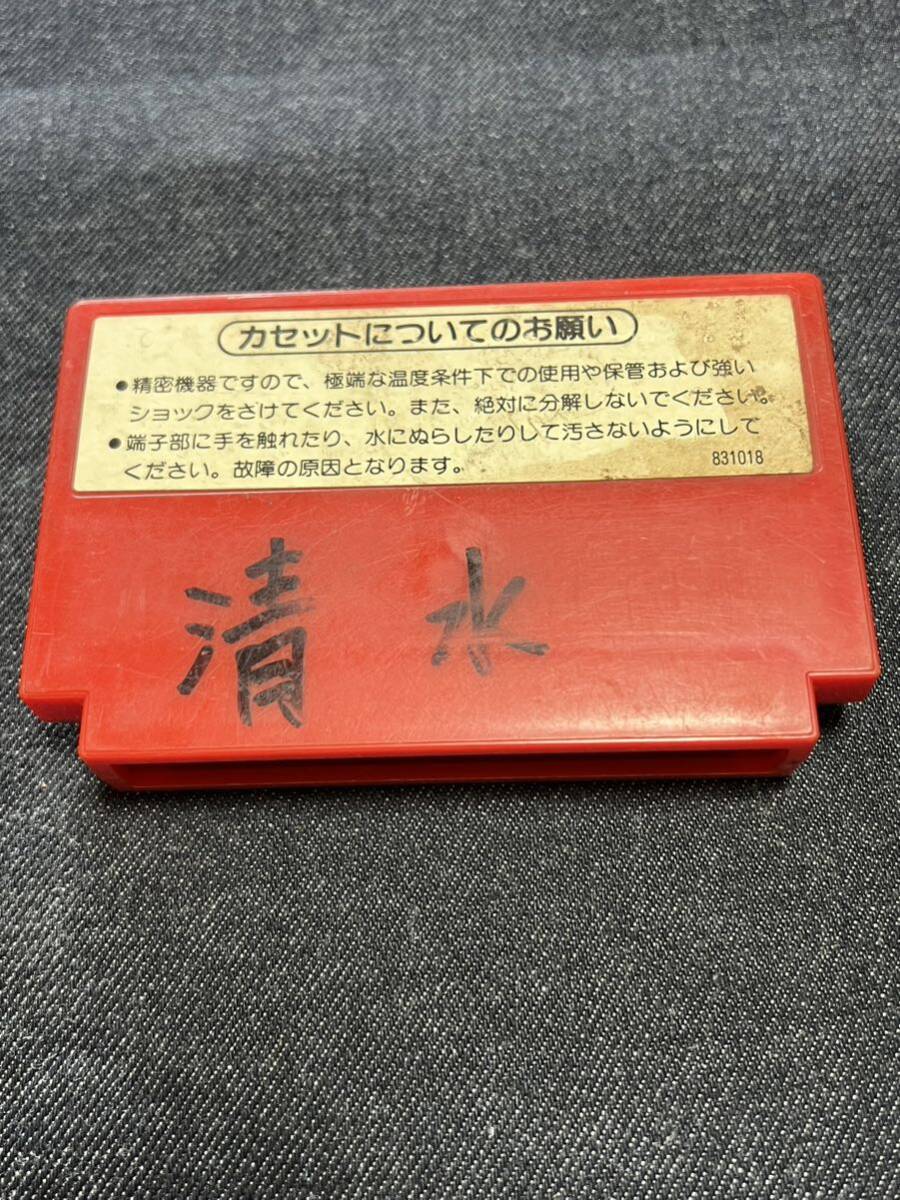 カセットについてのお願い
●精密機器ですので、極端な温度条件下での使用や保管および強い
ショックをさけてください。また、絶対に分解しないでください。
●端子部に手を触れたり、水にぬらしたりして汚さないようにして
ください。故障の原因となります。
831018
清水